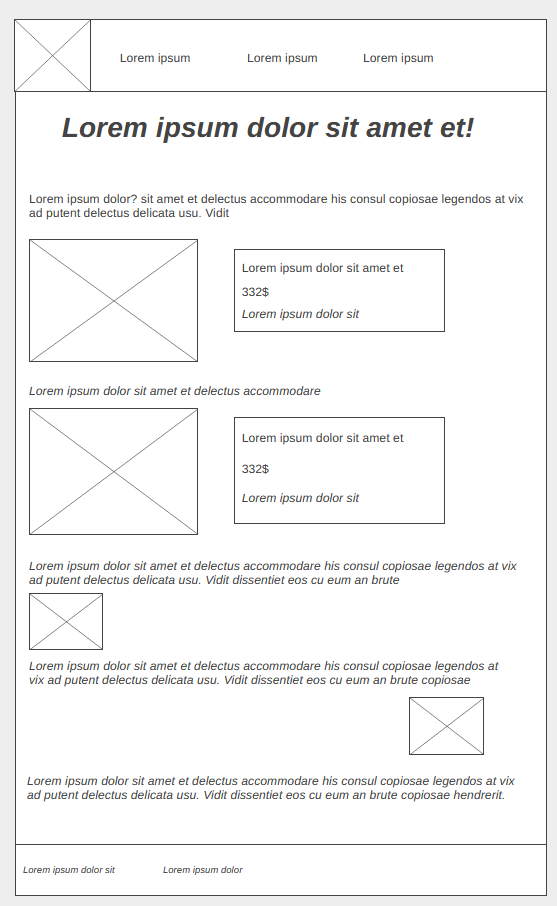 Lorem ipsum
Lorem ipsum
Lorem ipsum
Lorem ipsum dolor sit amet et!
Lorem ipsum dolor? sit amet et delectus accommodare his consul copiosae legendos at vix
ad putent delectus delicata usu. Vidit
Lorem ipsum dolor sit amet et
332$
Lorem ipsum dolor sit
Lorem ipsum dolor sit amet et delectus accommodare
Lorem ipsum dolor sit amet et
332$
Lorem ipsum dolor sit
Lorem ipsum dolor sit amet et delectus accommodare his consul copiosae legendos at vix
ad putent delectus delicata usu. Vidit dissentiet eos cu eum an brute
Lorem ipsum dolor sit amet et delectus accommodare his consul copiosae legendos at
vix ad putent delectus delicata usu. Vidit dissentiet eos cu eum an brute copiosae
Lorem ipsum dolor sit amet et delectus accommodare his consul copiosae legendos at vix
ad putent delectus delicata usu. Vidit dissentiet eos cu eum an brute copiosae hendrerit.
Lorem ipsum dolor sit
Lorem ipsum dolor